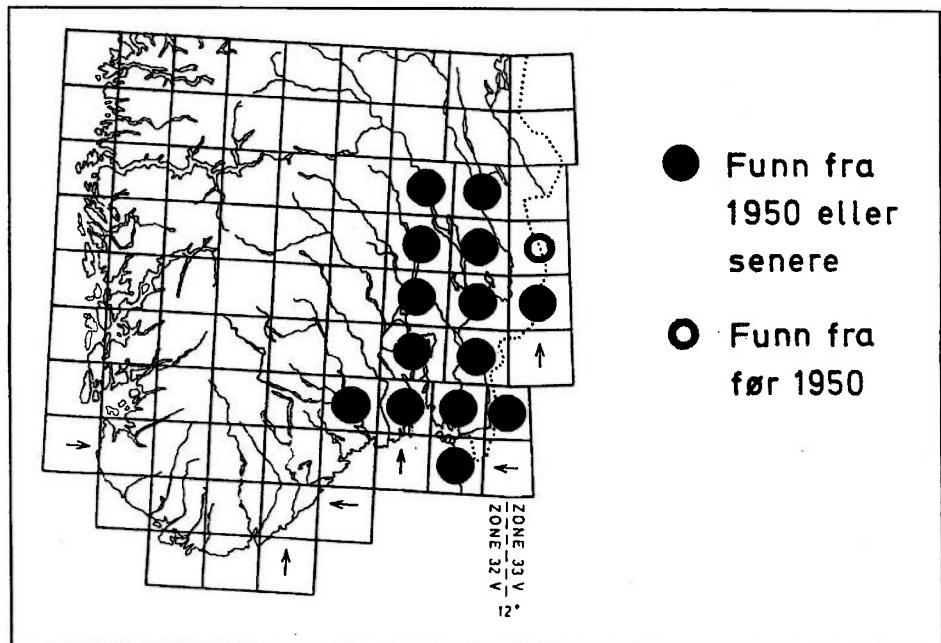 Funn fra
1950 eller
senere
Funn fra
før 1950
ZONE 33 V
ZONE 32 V
12°